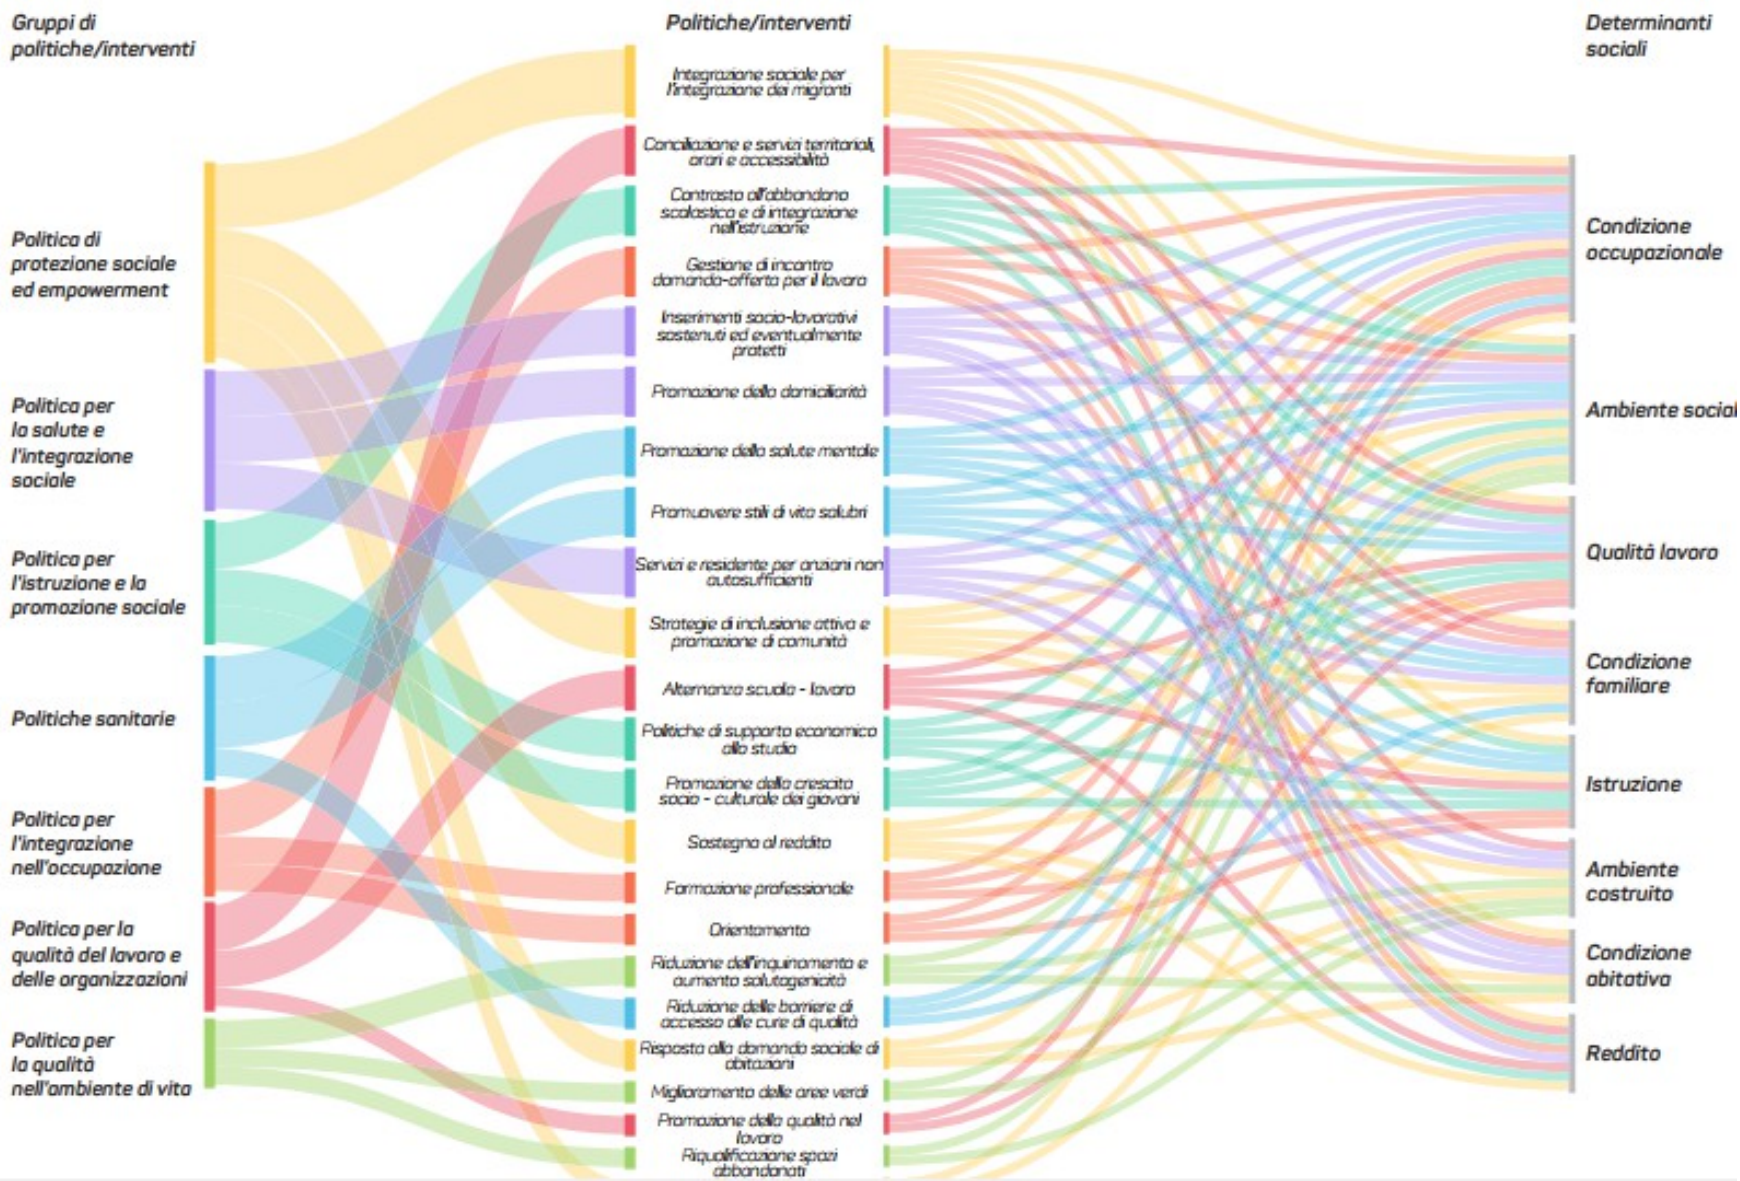 Gruppi di
politiche/interventi
Politica di
protezione sociale
ed empowerment
Politica per
la salute e
l'integrazione
sociale
Politica per
l'istruzione e la
promozione sociale
Politiche sanitarie
Politica per
l'integrazione
nell'occupazione
Politica per la
qualità del lavoro e
delle organizzazioni
Politica per
la qualità
nell'ambiente di vita
Politiche/interventi
Integrazione sociale per
l'integrazione dei migranti
Conciliazione e servizi territoriali,
orari e accessibilità
Contrasto all'abbandono
scolastico e di integrazione
nell'istruzione
Gestione di incontro
domanda-offerta per il lavoro
Inserimenti socio-lavorativi
sostenuti ed eventualmente
protetti
Promozione della domiciliarità
Promozione della salute mentale
Promuovere stili di vita salubri
Servizi e residente per anziani non
autosufficienti
Strategie di inclusione attiva e
promozione di comunità
Alternanza scuola - lavoro
Politiche di supporto economico
allo studio
Promozione della crescita
socio - culturale dei giovani
Sostegno al reddito
Formazione professionale
Orientamento
Riduzione dell'inquinamento e
aumento salutogenicità
Riduzione delle barriere di
accesso alle cure di qualità
Risposta alla domanda sociale di
abitazioni
Miglioramento delle aree verdi
Promozione della qualità nel
lavoro
Riqualificazione spazi
abbandonati
Determinanti
sociali
Condizione
occupazionale
Ambiente social
Qualità lavoro
Condizione
familiare
Istruzione
Ambiente
costruito
Condizione
abitativa
Reddito